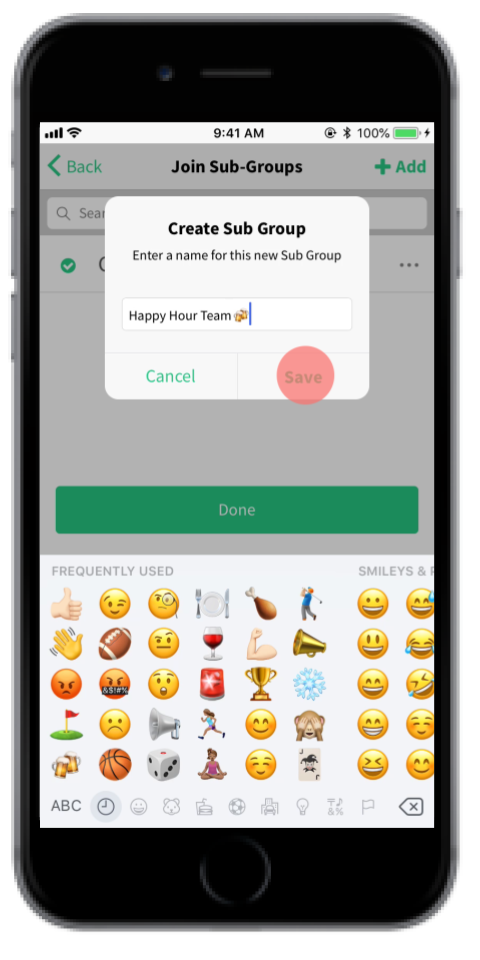 9:41 AM 100%
Back Join Sub-Groups + Add
Create Sub Group
Enter a name for this new Sub Group
Happy Hour Team 🍻
Cancel Save
Done
FREQUENTLY USED SMILEYS &
&$!#%
ABC